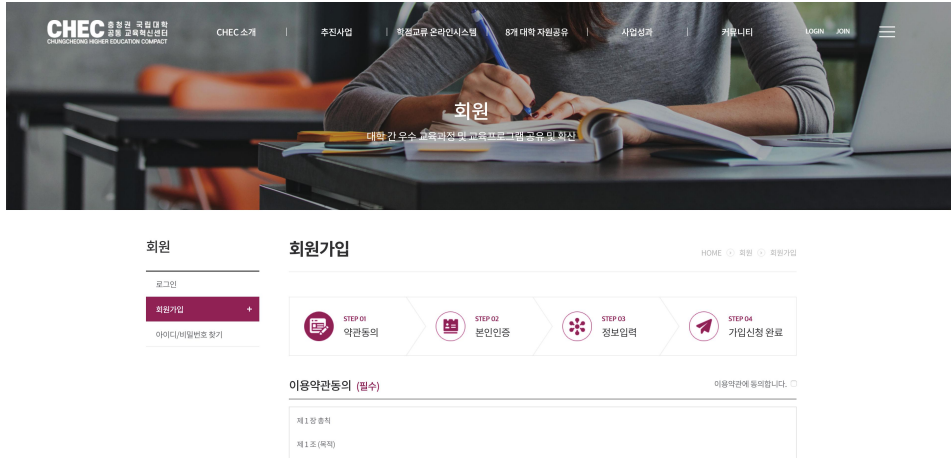 CHEC 충청권 국립대학
공동 교육혁신센터
CHUNGCHEONG HIGHER EDUCATION COMPACT
CHEC 소개
추진사업
학점교류 온라인시스템
8개 대학 자원공유
사업성과
커뮤니티
LOGIN JOIN
회원
대학 간 우수 교육과정 및 교육프로그램 공유 및 확산
회원
로그인
회원가입 +
아이디/비밀번호 찾기
회원가입
HOME 회원 회원가입
STEP 01
약관동의
STEP 02
본인인증
STEP 03
정보입력
STEP 04
가입신청 완료
이용약관동의 (필수)
이용약관에 동의합니다.
제 1 장 총칙
제 1 조 (목적)